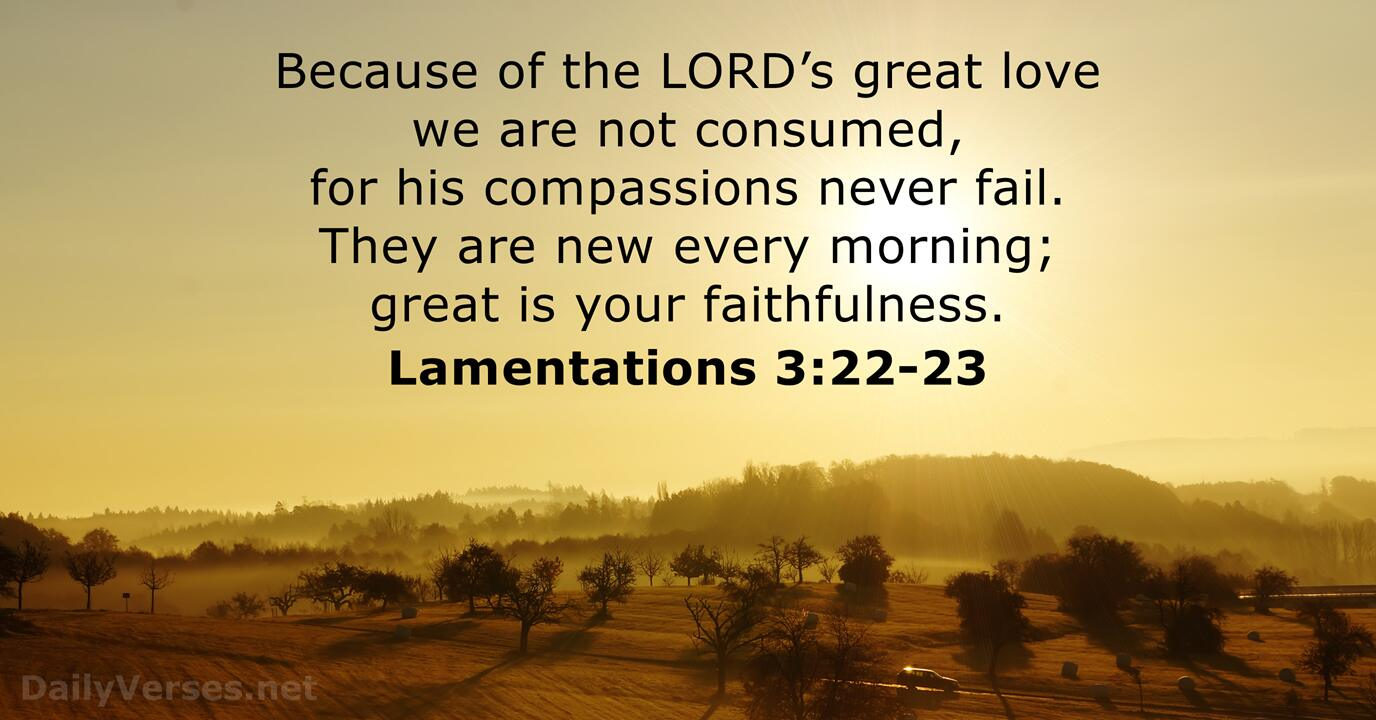 Because of the LORD’s great love
we are not consumed,
for his compassions never fail.
They are new every morning;
great is your faithfulness.
Lamentations 3:22-23
DailyVerses.net